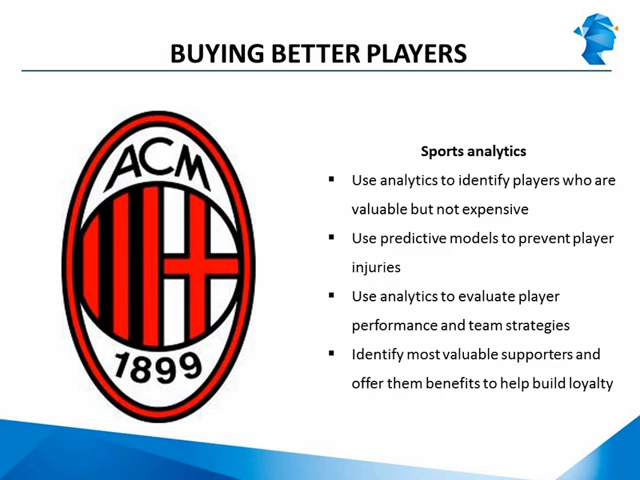 BUYING BETTER PLAYERS
ACM
1899
Sports analytics
▪ Use analytics to identify players who are
valuable but not expensive
▪ Use predictive models to prevent player
injuries
▪ Use analytics to evaluate player
performance and team strategies
▪ Identify most valuable supporters and
offer them benefits to help build loyalty